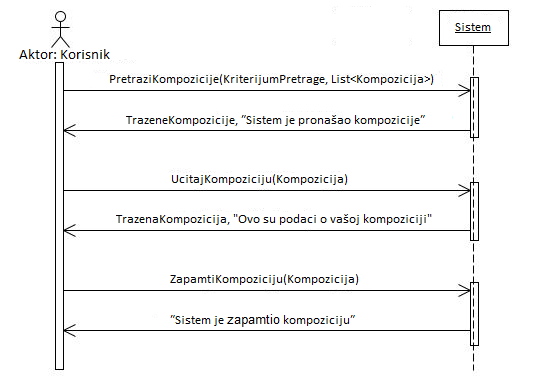 Sistem
Aktor: Korisnik
PretraziKompozicije(KriterijumPretrage, List<Kompozicija>)
TrazeneKompozicije, “Sistem je pronašao kompozicije”
UcitajKompoziciju(Kompozicija)
TrazenaKompozicija, "Ovo su podaci o vašoj kompoziciji"
ZapamtiKompoziciju(Kompozicija)
“Sistem je zapamtio kompoziciju”